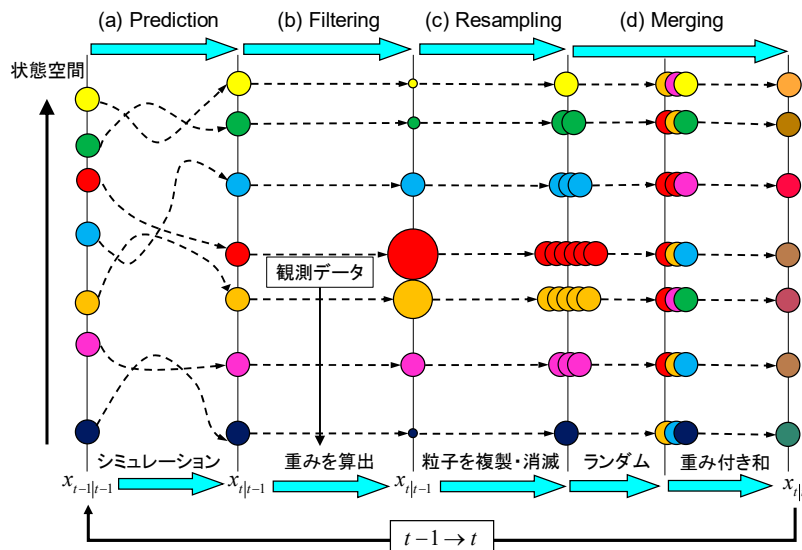 (a) Prediction (b) Filtering (c) Resampling (d) Merging
状態空間
観測データ
シミュレーション 重みを算出 粒子を複製・消滅 ランダム 重み付き和
x_{t-1|t-1} x_{t|t-1} x_{t|t-1} x_{t|
t−1→t